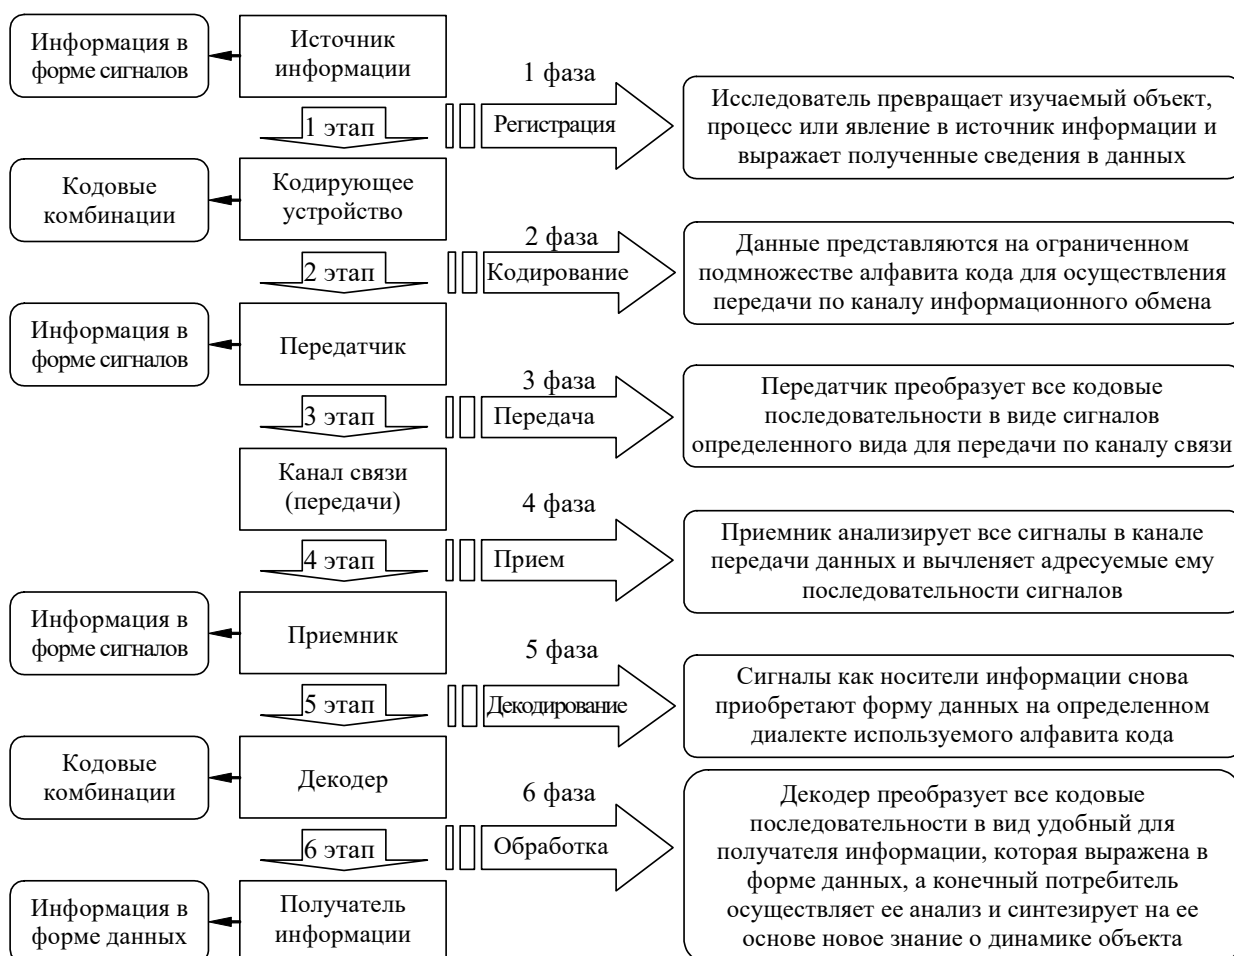 Информация в
форме сигналов
Источник
информации
1 фаза
1 этап
Регистрация
Исследователь превращает изучаемый объект,
процесс или явление в источник информации и
выражает полученные сведения в данных
Кодовые
комбинации
Кодирующее
устройство
2 фаза
2 этап
Кодирование
Данные представляются на ограниченном
подмножестве алфавита кода для осуществления
передачи по каналу информационного обмена
Информация в
форме сигналов
Передатчик
3 фаза
3 этап
Передача
Передатчик преобразует все кодовые
последовательности в виде сигналов
определенного вида для передачи по каналу связи
Канал связи
(передачи)
4 фаза
4 этап
Прием
Приемник анализирует все сигналы в канале
передачи данных и вычленяет адресуемые ему
последовательности сигналов
Информация в
форме сигналов
Приемник
5 фаза
5 этап
Декодирование
Сигналы как носители информации снова
приобретают форму данных на определенном
диалекте используемого алфавита кода
Кодовые
комбинации
Декодер
6 фаза
6 этап
Обработка
Декодер преобразует все кодовые
последовательности в вид удобный для
получателя информации, которая выражена в
форме данных, а конечный потребитель
осуществляет ее анализ и синтезирует на ее
основе новое знание о динамике объекта
Информация в
форме данных
Получатель
информации